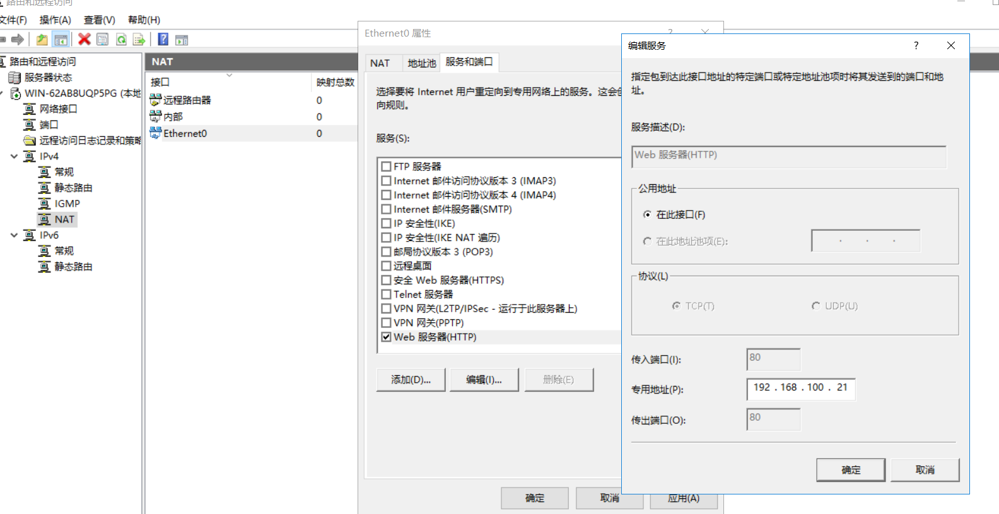 路由和远程访问
文件(F) 操作(A) 查看(V) 帮助(H)
路由和远程访问
服务器状态
WIN-62AB8UQP5PG (本地
网络接口
端口
远程访问日志记录和策略
IPv4
常规
静态路由
IGMP
NAT
IPv6
常规
静态路由
NAT
接口 映射总数
远程路由器 0
内部 0
Ethernet0 0
Ethernet0 属性
NAT 地址池 服务和端口
选择要将 Internet 用户重定向到专用网络上的服务。这会创
向规则。
服务(S):
FTP 服务器
Internet 邮件访问协议版本 3 (IMAP3)
Internet 邮件访问协议版本 4 (IMAP4)
Internet 邮件服务器(SMTP)
IP 安全性(IKE)
IP 安全性(IKE NAT 遍历)
邮局协议版本 3 (POP3)
远程桌面
安全 Web 服务器(HTTPS)
Telnet 服务器
VPN 网关(L2TP/IPSec - 运行于此服务器上)
VPN 网关(PPTP)
Web 服务器(HTTP)
添加(D)... 编辑(I)... 删除(E)
确定 取消 应用(A)
编辑服务
指定包到达此接口地址的特定端口或特定地址池项时将其发送到的端口和地
址。
服务描述(D):
Web 服务器(HTTP)
公用地址
在此接口(F)
在此地址池项(E):
协议(L)
TCP(T) UDP(U)
传入端口(I): 80
专用地址(P): 192 . 168 . 100 . 21
传出端口(O): 80
确定 取消